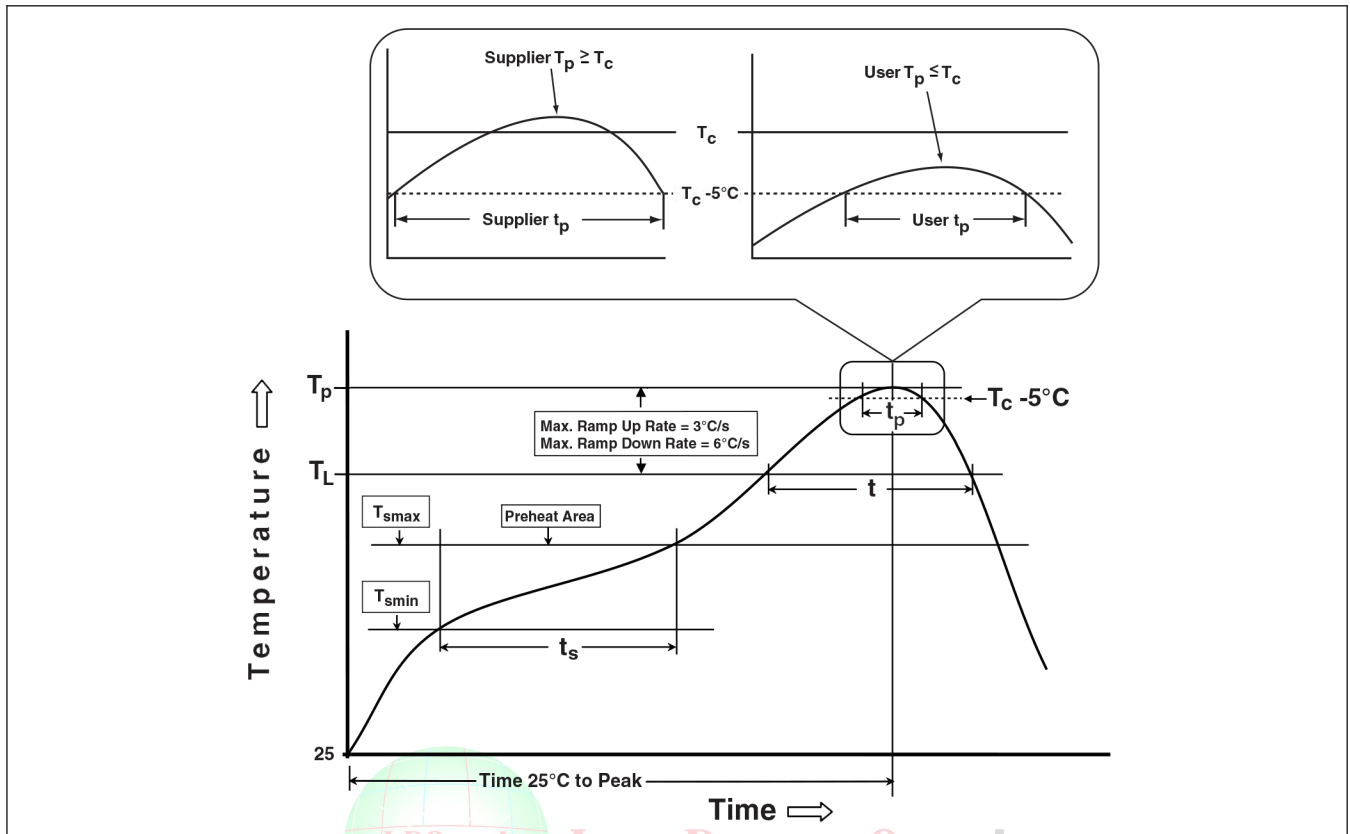 Supplier Tp ≥ Tc
User Tp ≤ Tc
Tc
Tc -5°C
Supplier tp
User tp
Tp
Tc -5°C
tp
Max. Ramp Up Rate = 3°C/s
Max. Ramp Down Rate = 6°C/s
TL
t
Tsmax
Preheat Area
Tsmin
ts
Temperature
25
Time 25°C to Peak
Time